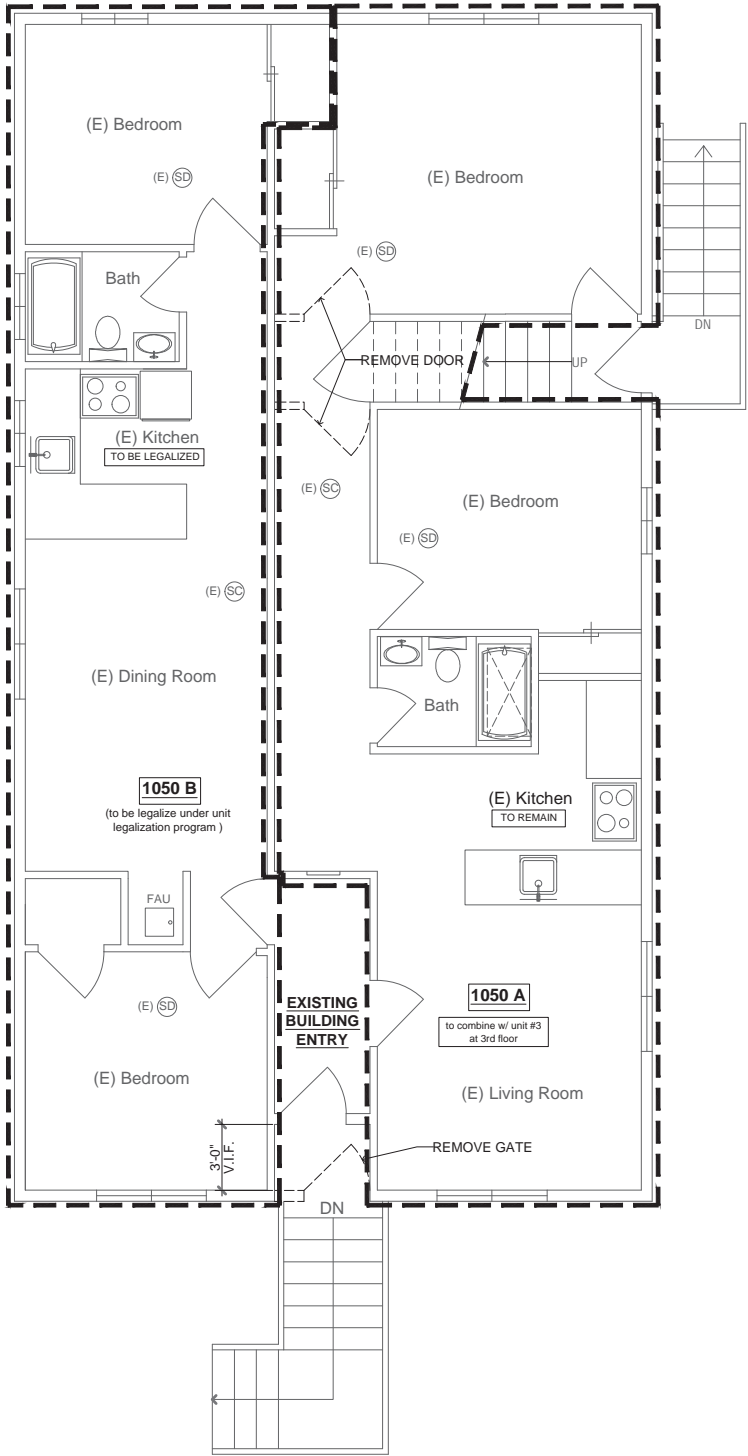 (E) Bedroom
(E) SD
(E) Bedroom
(E) SD
Bath
DN
REMOVE DOOR
UP
(E) Kitchen
TO BE LEGALIZED
(E) SC
(E) Bedroom
(E) SD
(E) SC
(E) Dining Room
Bath
1050 B
(to be legalize under unit
legalization program )
(E) Kitchen
TO REMAIN
FAU
1050 A
to combine w/ unit #3
at 3rd floor
(E) SD
EXISTING
BUILDING
ENTRY
(E) Bedroom
(E) Living Room
3'-0"
V.I.F.
REMOVE GATE
DN